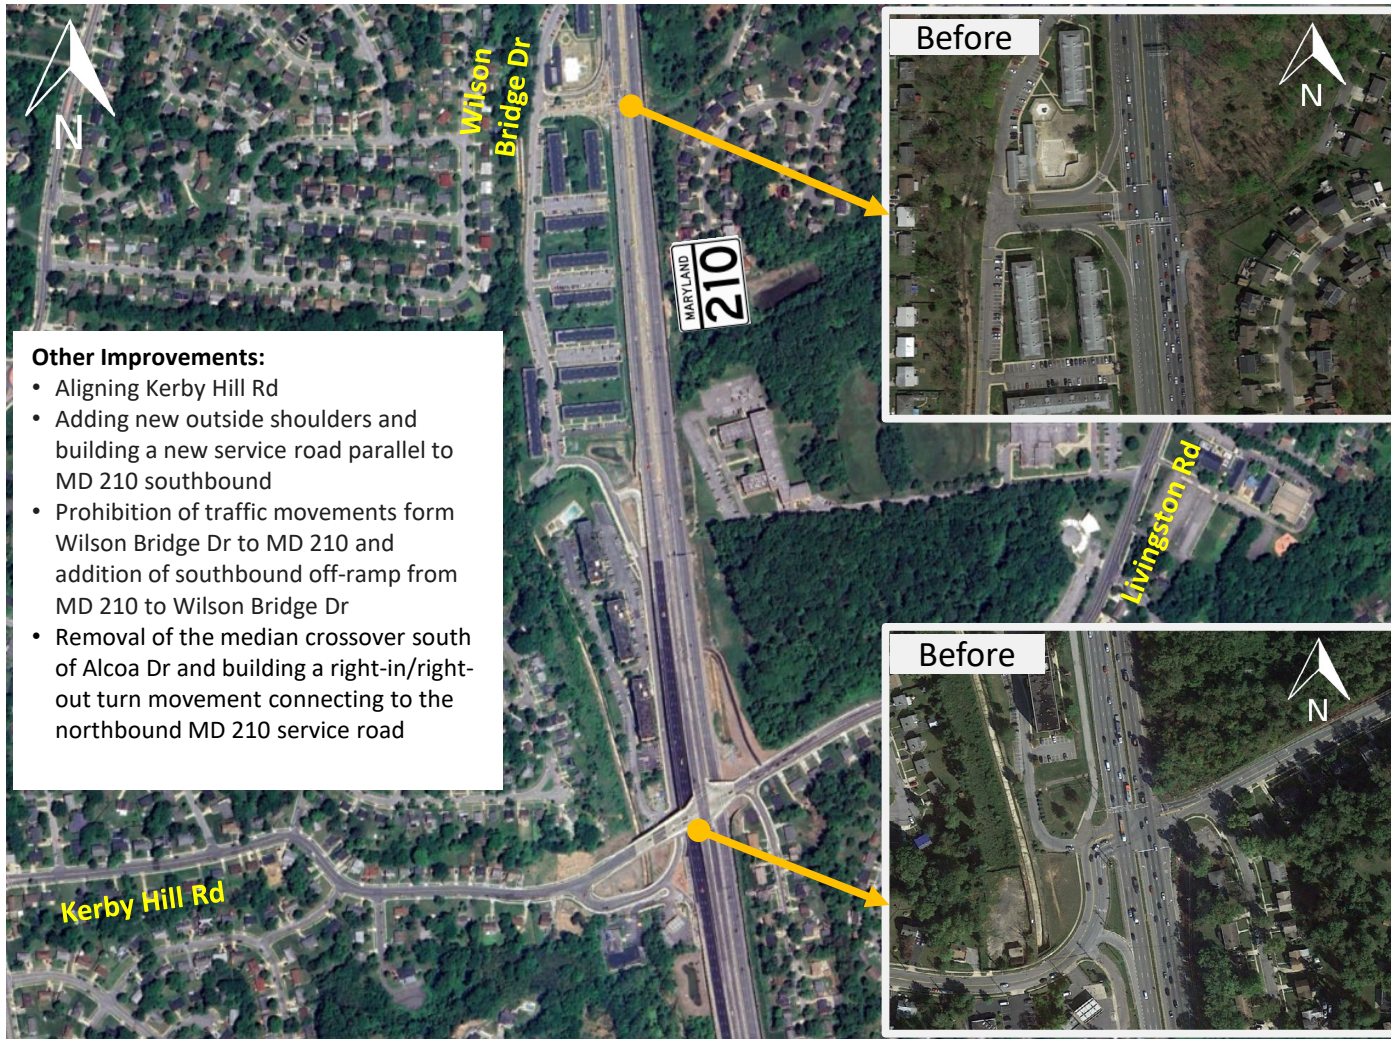 N
Wilson
Bridge Dr
Before
N
MARYLAND
210
Other Improvements:
• Aligning Kerby Hill Rd
• Adding new outside shoulders and
building a new service road parallel to
MD 210 southbound
• Prohibition of traffic movements form
Wilson Bridge Dr to MD 210 and
addition of southbound off-ramp from
MD 210 to Wilson Bridge Dr
• Removal of the median crossover south
of Alcoa Dr and building a right-in/right-
out turn movement connecting to the
northbound MD 210 service road
Livingston Rd
Before
N
Kerby Hill Rd